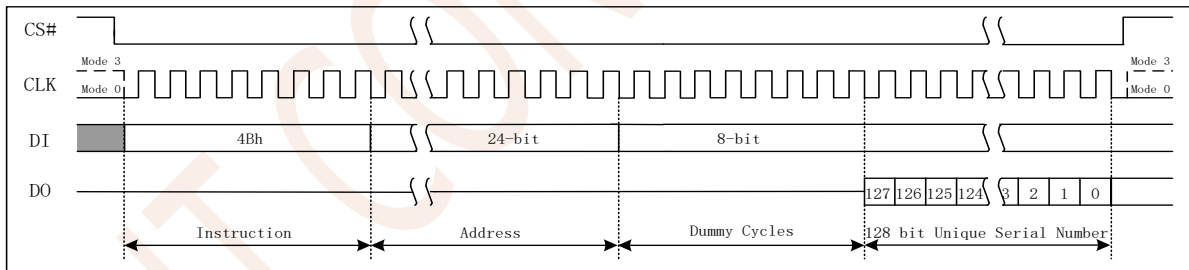 CS#
Mode 3
Mode 3
CLK
Mode 0
Mode 0
DI
4Bh
24-bit
8-bit
DO
127 126 125 124 3 2 1 0
Instruction
Address
Dummy Cycles
128 bit Unique Serial Number